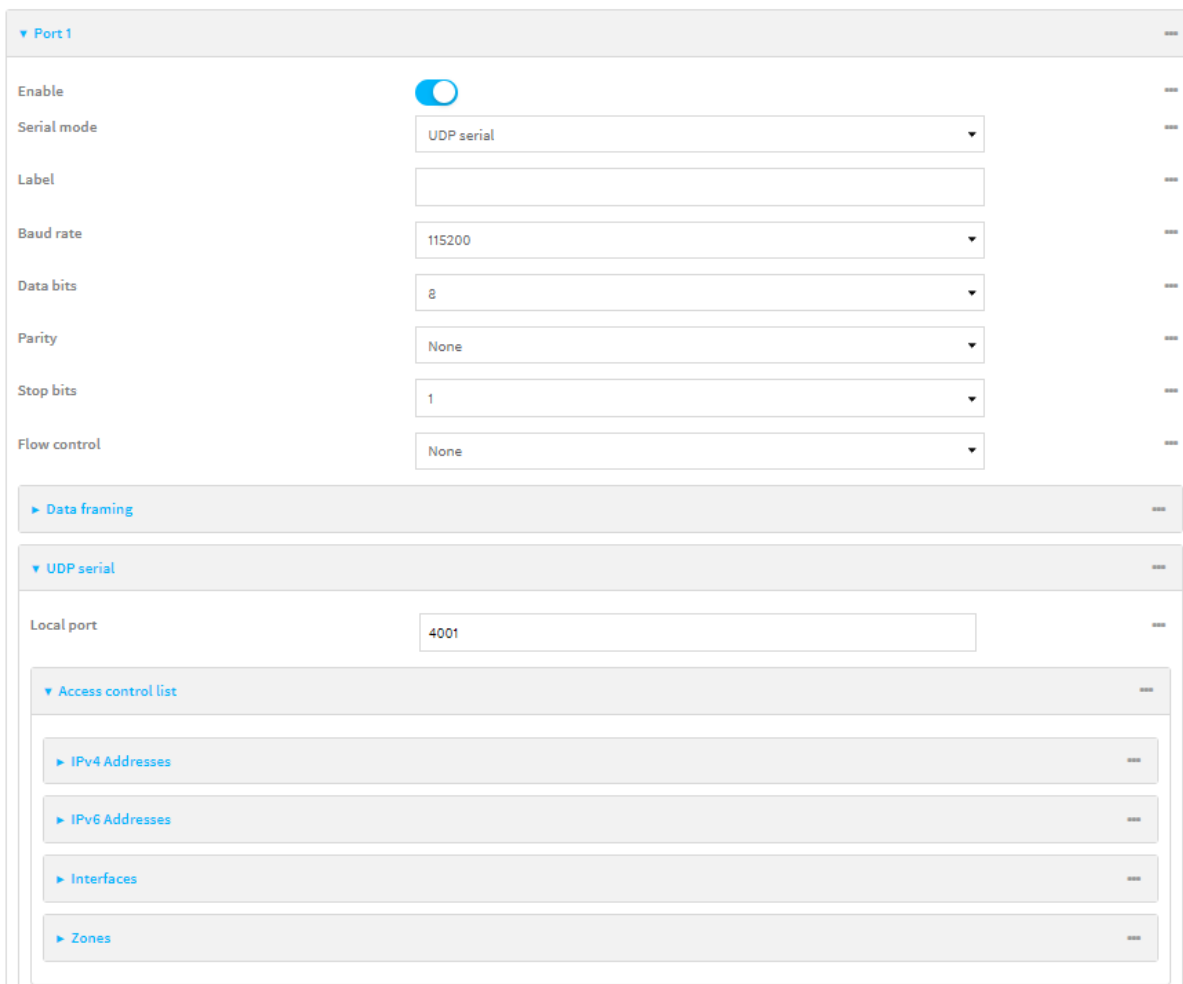 Port 1
Enable
Serial mode
UDP serial
Label
Baud rate
115200
Data bits
8
Parity
None
Stop bits
1
Flow control
None
Data framing
UDP serial
Local port
4001
Access control list
IPv4 Addresses
IPv6 Addresses
Interfaces
Zones